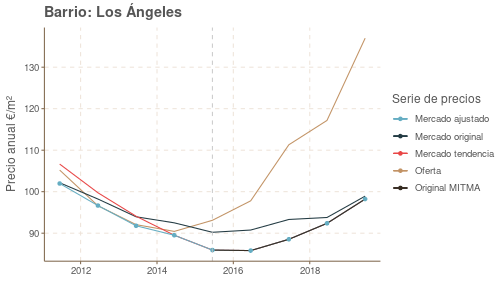 Barrio: Los Ángeles
Precio anual €/m²
130
120
110
100
90
2012
2014
2016
2018
Serie de precios
Mercado ajustado
Mercado original
Mercado tendencia
Oferta
Original MITMA